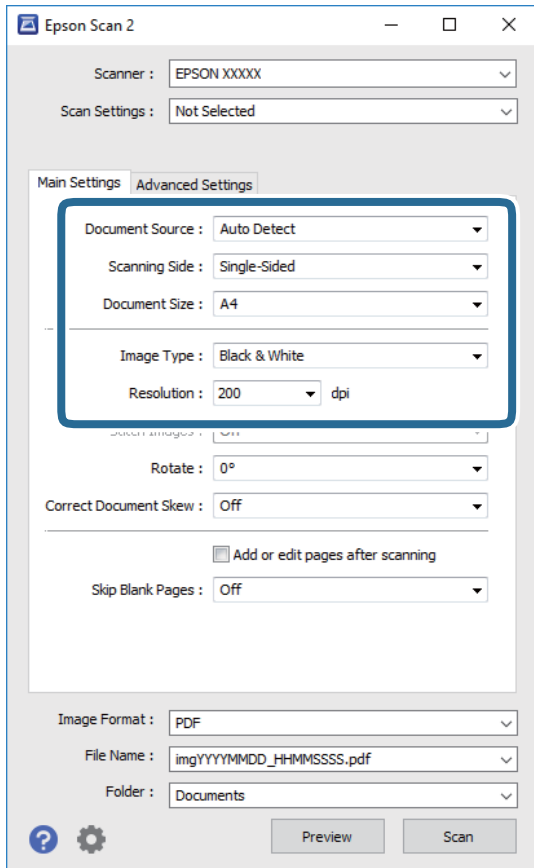 Epson Scan 2
Scanner : EPSON XXXXX
Scan Settings : Not Selected
Main Settings Advanced Settings
Document Source : Auto Detect
Scanning Side : Single-Sided
Document Size : A4
Image Type : Black & White
Resolution : 200 dpi
Stitch Images : On
Rotate : 0°
Correct Document Skew : Off
Add or edit pages after scanning
Skip Blank Pages : Off
Image Format : PDF
File Name : imgYYYYMMDD_HHMMSSSS.pdf
Folder : Documents
? Preview Scan